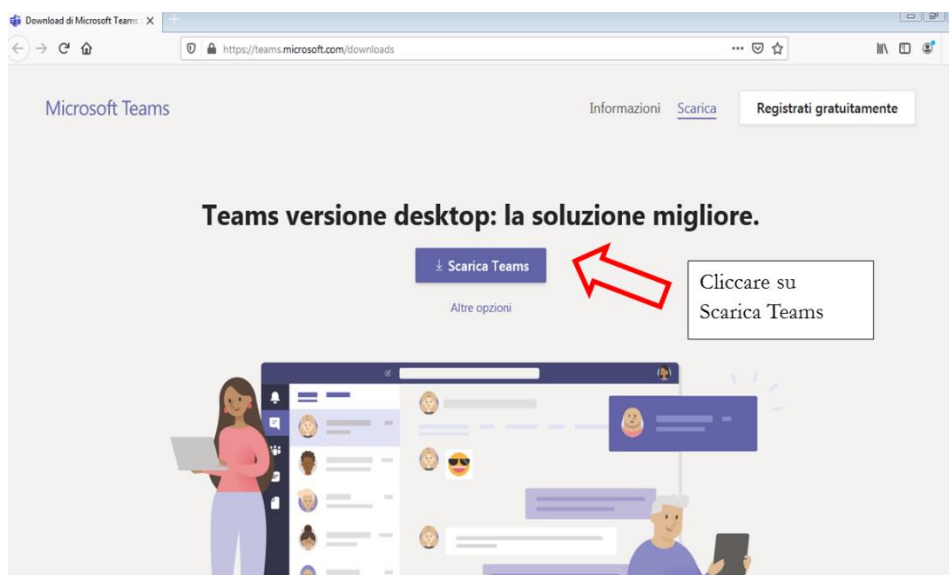 Download di Microsoft Teams
https://teams.microsoft.com/downloads
Microsoft Teams
Informazioni Scarica Registrati gratuitamente
Teams versione desktop: la soluzione migliore.
Scarica Teams
Altre opzioni
Cliccare su
Scarica Teams